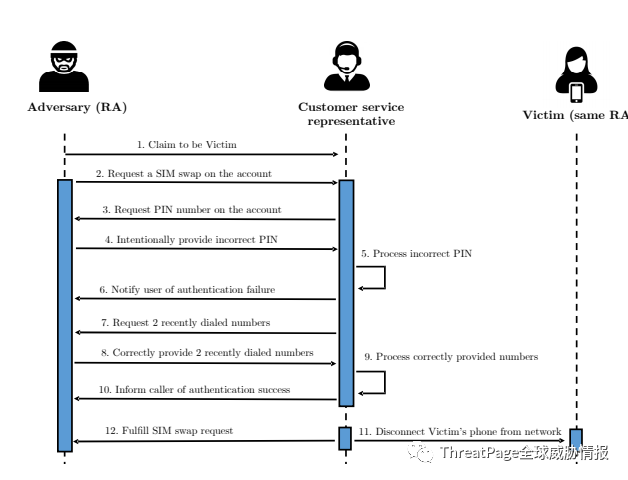 Adversary (RA)
Customer service
representative
Victim (same RA
1. Claim to be Victim
2. Request a SIM swap on the account
3. Request PIN number on the account
4. Intentionally provide incorrect PIN
5. Process incorrect PIN
6. Notify user of authentication failure
7. Request 2 recently dialed numbers
8. Correctly provide 2 recently dialed numbers
9. Process correctly provided numbers
10. Inform caller of authentication success
12. Fulfill SIM swap request
11. Disconnect Victim's phone from network
ThreatPage全球威胁情报